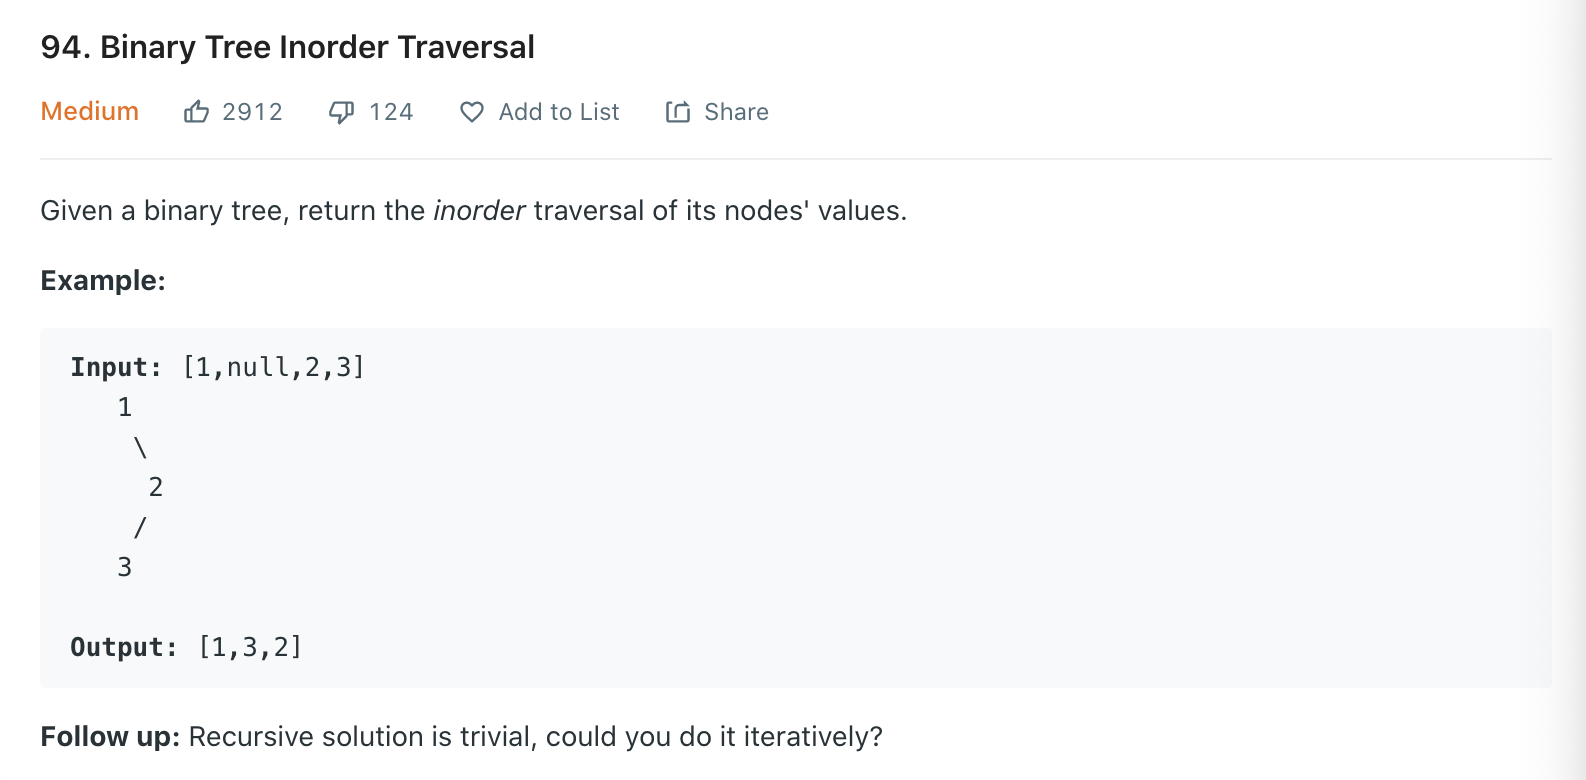 94. Binary Tree Inorder Traversal
Medium 2912 124 Add to List Share
Given a binary tree, return the inorder traversal of its nodes' values.
Example:
Input: [1,null,2,3]
   1
    \
     2
    /
   3
Output: [1,3,2]
Follow up: Recursive solution is trivial, could you do it iteratively?